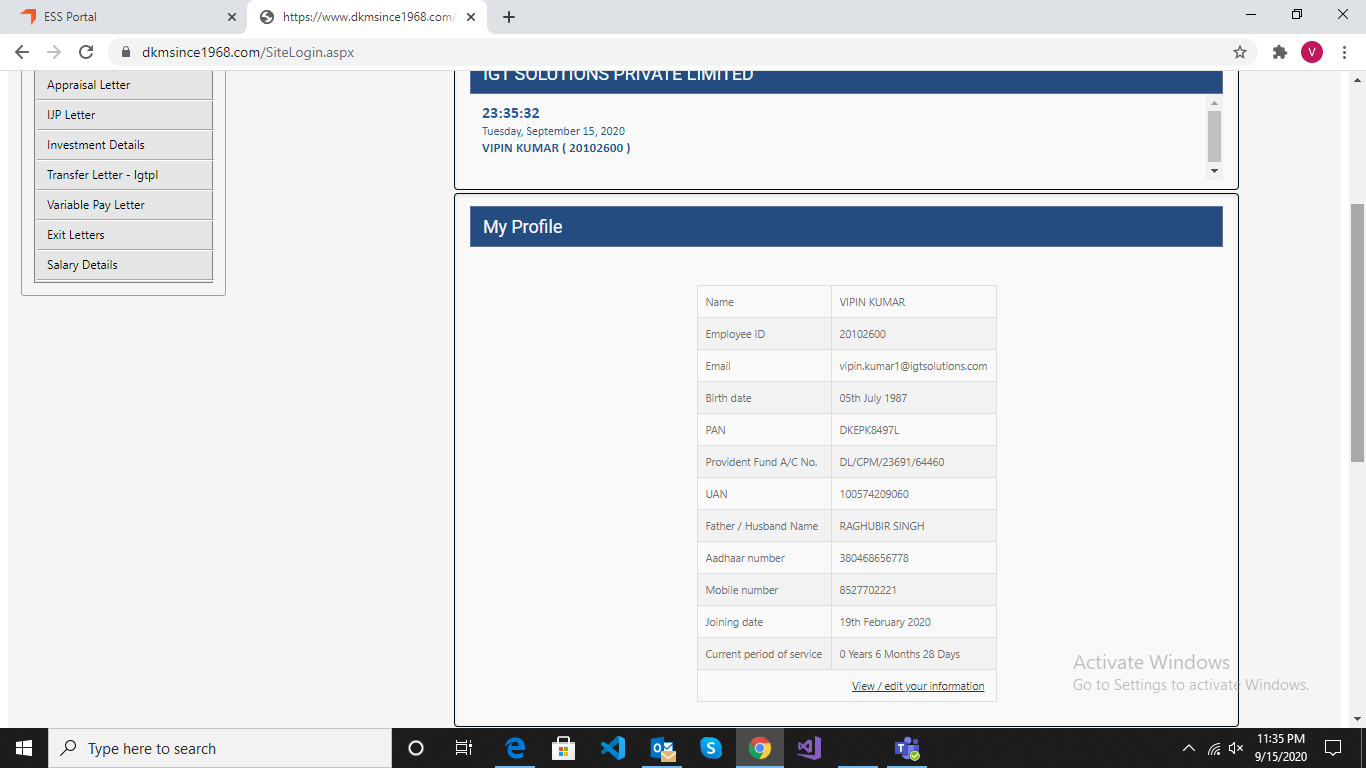 ESS Portal
https://www.dkmsince1968.com/
dkmsince1968.com/SiteLogin.aspx
V
Appraisal Letter
IJP Letter
Investment Details
Transfer Letter - Igtpl
Variable Pay Letter
Exit Letters
Salary Details
IGT SOLUTIONS PRIVATE LIMITED
23:35:32
Tuesday, September 15, 2020
VIPIN KUMAR ( 20102600 )
My Profile
Name VIPIN KUMAR
Employee ID 20102600
Email vipin.kumar1@igtsolutions.com
Birth date 05th July 1987
PAN DKEPK8497L
Provident Fund A/C No. DL/CPM/23691/64460
UAN 100574209060
Father / Husband Name RAGHUBIR SINGH
Aadhaar number 380468656778
Mobile number 8527702221
Joining date 19th February 2020
Current period of service 0 Years 6 Months 28 Days
View / edit your information
Activate Windows
Go to Settings to activate Windows.
Type here to search
11:35 PM
9/15/2020